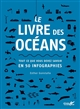 LE LIVRE
DES
OCÉANS
TOUT CE QUE VOUS DEVEZ SAVOIR
EN 50 INFOGRAPHIES